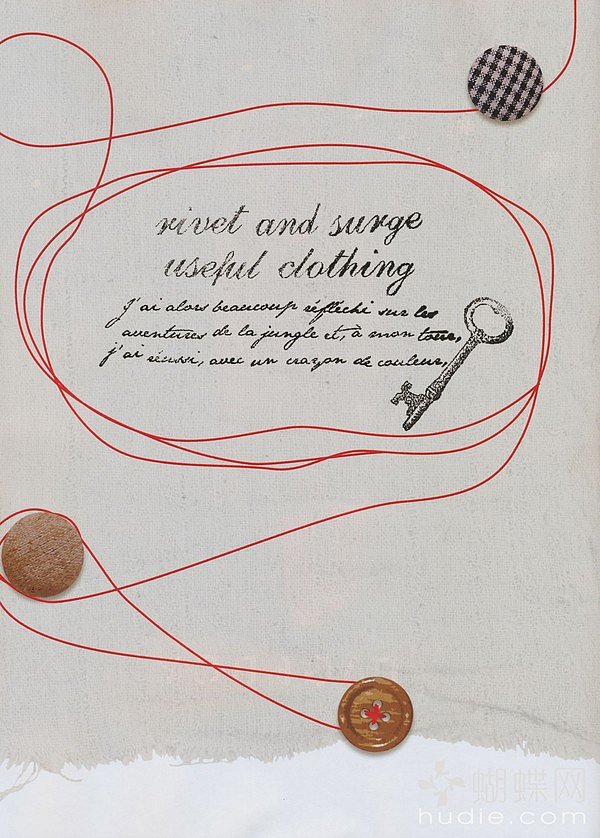 rivet and surge
useful clothing
J'ai alors beaucoup réfléchi sur les
aventures de la jungle et, à mon tour,
j'ai réussi, avec un crayon de couleur,
蝴蝶网
hudie.com